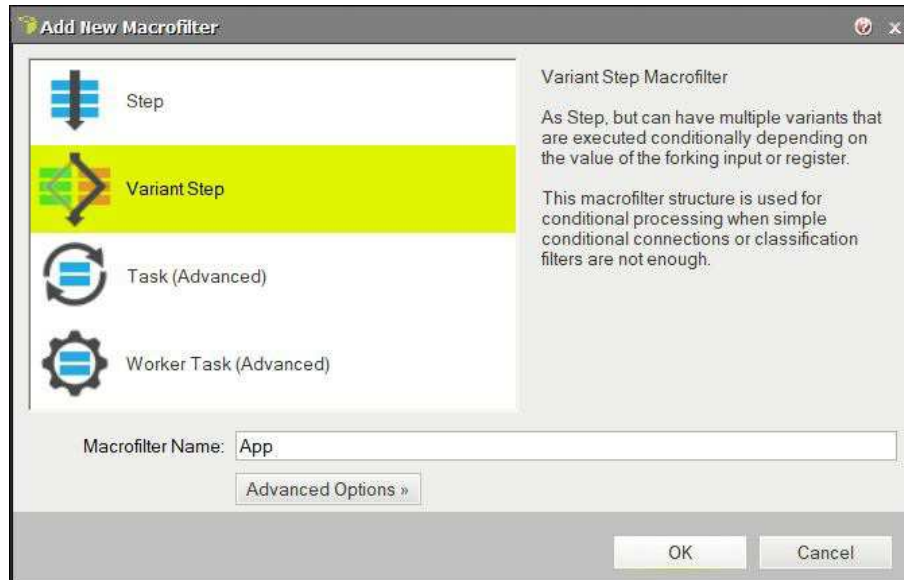 Add New Macrofilter
Step
Variant Step
Task (Advanced)
Worker Task (Advanced)
Variant Step Macrofilter
As Step, but can have multiple variants that
are executed conditionally depending on
the value of the forking input or register.
This macrofilter structure is used for
conditional processing when simple
conditional connections or classification
filters are not enough.
Macrofilter Name: App
Advanced Options »
OK Cancel